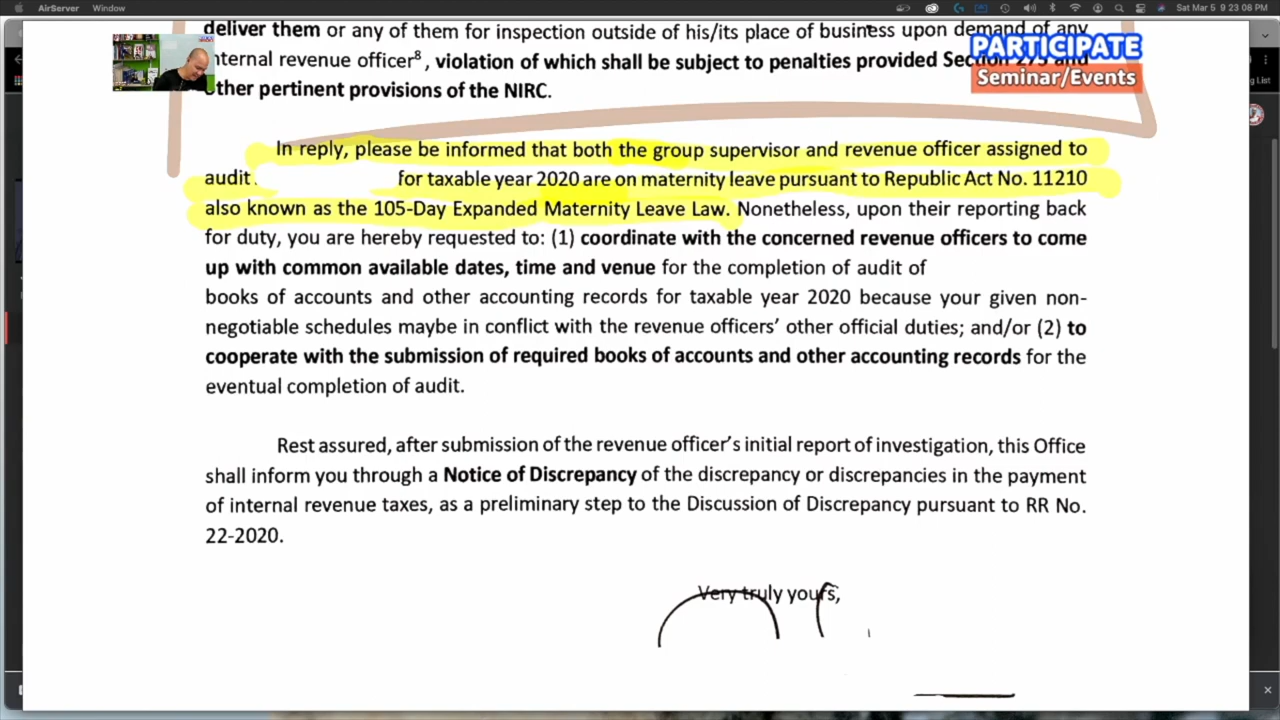 AirServer Window
Sat Mar 5 9 23 08 PM
deliver them or any of them for inspection outside of his/its place of business upon demand of any
PARTICIPATE
Seminar/Events
nternal revenue officer⁸, violation of which shall be subject to penalties provided Section 275 and
other pertinent provisions of the NIRC.
In reply, please be informed that both the group supervisor and revenue officer assigned to
audit for taxable year 2020 are on maternity leave pursuant to Republic Act No. 11210
also known as the 105-Day Expanded Maternity Leave Law. Nonetheless, upon their reporting back
for duty, you are hereby requested to: (1) coordinate with the concerned revenue officers to come
up with common available dates, time and venue for the completion of audit of
books of accounts and other accounting records for taxable year 2020 because your given non-
negotiable schedules maybe in conflict with the revenue officers' other official duties; and/or (2) to
cooperate with the submission of required books of accounts and other accounting records for the
eventual completion of audit.
Rest assured, after submission of the revenue officer's initial report of investigation, this Office
shall inform you through a Notice of Discrepancy of the discrepancy or discrepancies in the payment
of internal revenue taxes, as a preliminary step to the Discussion of Discrepancy pursuant to RR No.
22-2020.
Very truly yours,